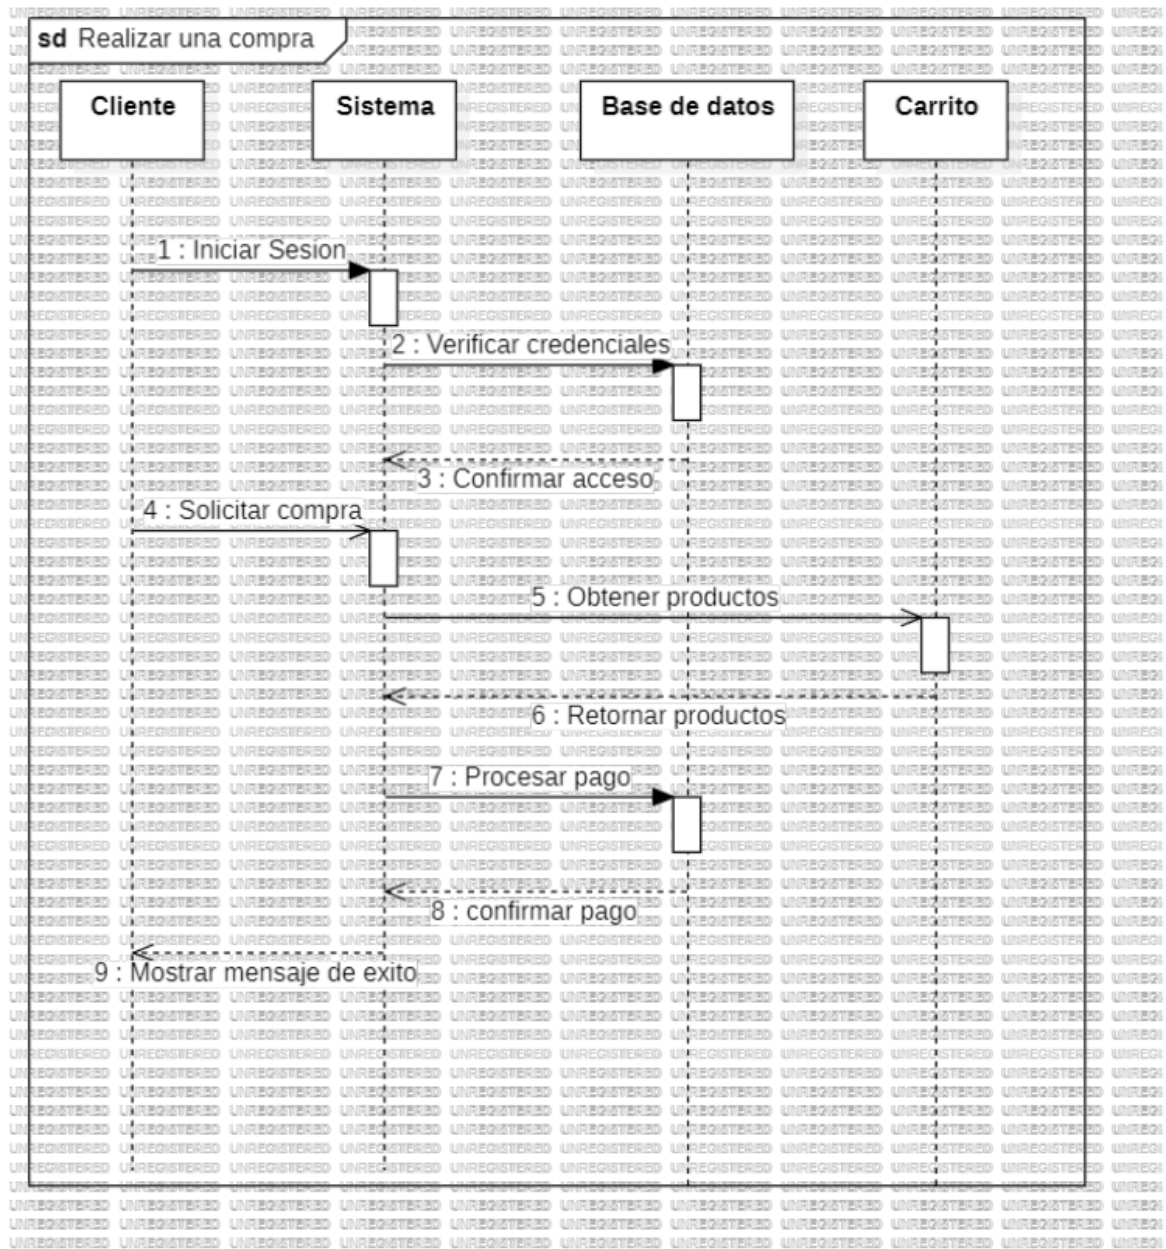 sd Realizar una compra
Cliente
Sistema
Base de datos
Carrito
1 : Iniciar Sesion
2 : Verificar credenciales
3 : Confirmar acceso
4 : Solicitar compra
5 : Obtener productos
6 : Retornar productos
7 : Procesar pago
8 : confirmar pago
9 : Mostrar mensaje de exito
UNREGISTERED